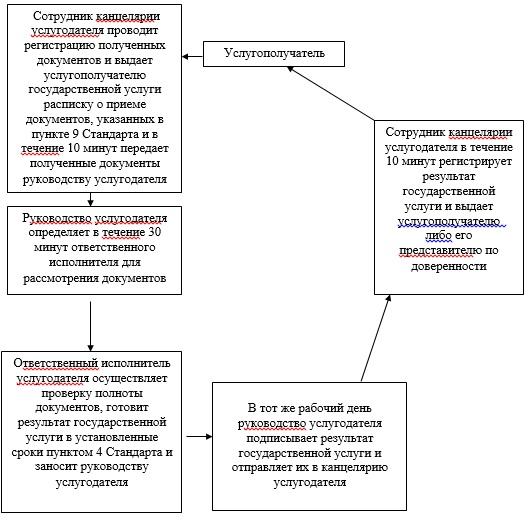 Сотрудник канцелярии
услугодателя проводит
регистрацию полученных
документов и выдает
услугополучателю
государственной услуги
расписку о приеме
документов, указанных в
пункте 9 Стандарта и в
течение 10 минут передает
полученные документы
руководству услугодателя
Услугополучатель
Руководство услугодателя
определяет в течение 30
минут ответственного
исполнителя для
рассмотрения документов
Ответственный исполнитель
услугодателя осуществляет
проверку полноты
документов, готовит
результат государственной
услуги в установленные
сроки пунктом 4 Стандарта и
заносит руководству
услугодателя
В тот же рабочий день
руководство услугодателя
подписывает результат
государственной услуги и
отправляет их в канцелярию
услугодателя
Сотрудник канцелярии
услугодателя в течение
10 минут регистрирует
результат
государственной
услуги и выдает
услугополучателю
либо его
представителю по
доверенности